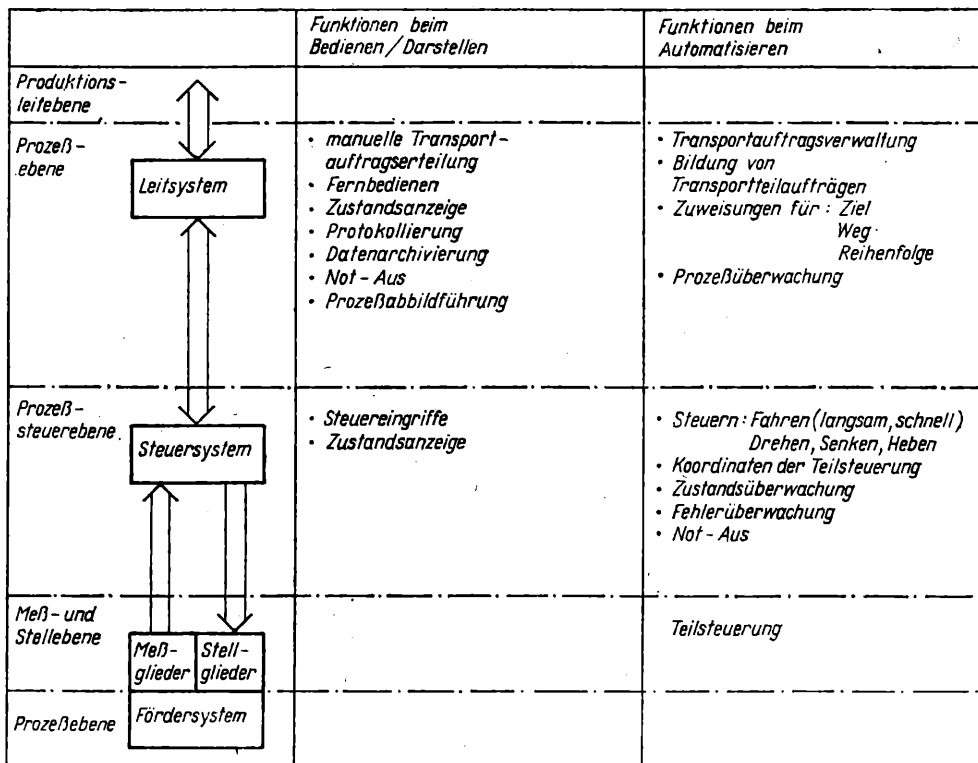 Funktionen beim
Bedienen/Darstellen
Funktionen beim
Automatisieren
Produktions-
leitebene
Prozeß-
ebene
Leitsystem
• manuelle Transport-
auftragserteilung
• Fernbedienen
• Zustandsanzeige
• Protokollierung
• Datenarchivierung
• Not-Aus
• Prozeßabbildführung
• Transportauftragsverwaltung
• Bildung von
Transportteilaufträgen
• Zuweisungen für: Ziel
Weg
Reihenfolge
• Prozeßüberwachung
Prozeß-
steuerebene
Steuersystem
• Steuereingriffe
• Zustandsanzeige
• Steuern: Fahren (langsam, schnell)
Drehen, Senken, Heben
• Koordinaten der Teilsteuerung
• Zustandsüberwachung
• Fehlerüberwachung
• Not-Aus
Meß- und
Stellebene
Meß-
glieder
Stell-
glieder
Teilsteuerung
Prozeßebene
Fördersystem